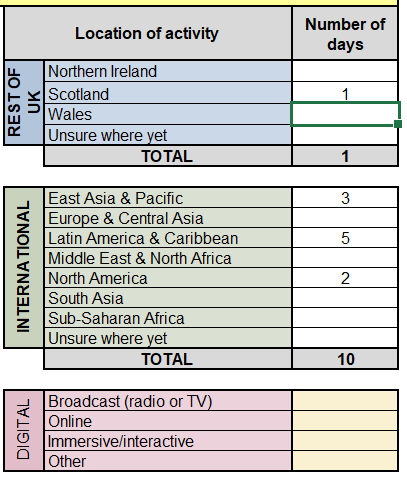 Location of activity
Number of
days
REST OF
UK
Northern Ireland
Scotland 1
Wales
Unsure where yet
TOTAL 1
INTERNATIONAL
East Asia & Pacific 3
Europe & Central Asia
Latin America & Caribbean 5
Middle East & North Africa
North America 2
South Asia
Sub-Saharan Africa
Unsure where yet
TOTAL 10
DIGITAL
Broadcast (radio or TV)
Online
Immersive/interactive
Other